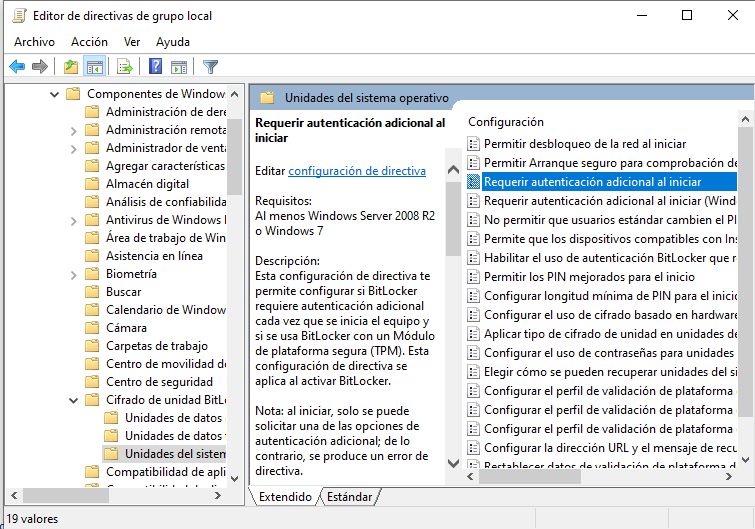 Editor de directivas de grupo local
Archivo Acción Ver Ayuda
Componentes de Window
Administración de dere
Administración remota
Administrador de venta
Agregar características
Almacén digital
Análisis de confiabilida
Antivirus de Windows
Área de trabajo de Win
Asistencia en línea
Biometría
Buscar
Calendario de Window
Cámara
Carpetas de trabajo
Centro de movilidad d
Centro de seguridad
Cifrado de unidad BitL
Unidades de datos
Unidades de datos
Unidades del sistem
Compatibilidad de apli
Unidades del sistema operativo
Requerir autenticación adicional al
iniciar
Editar configuración de directiva
Requisitos:
Al menos Windows Server 2008 R2
o Windows 7
Descripción:
Esta configuración de directiva te
permite configurar si BitLocker
requiere autenticación adicional
cada vez que se inicia el equipo y
si se usa BitLocker con un Módulo
de plataforma segura (TPM). Esta
configuración de directiva se
aplica al activar BitLocker.
Nota: al iniciar, solo se puede
solicitar una de las opciones de
autenticación adicional; de lo
contrario, se produce un error de
directiva.
Configuración
Permitir desbloqueo de la red al iniciar
Permitir Arranque seguro para comprobación de
Requerir autenticación adicional al iniciar
Requerir autenticación adicional al iniciar (Wind
No permitir que usuarios estándar cambien el PI
Permite que los dispositivos compatibles con Ins
Habilitar el uso de autenticación BitLocker que r
Permitir los PIN mejorados para el inicio
Configurar longitud mínima de PIN para el inicio
Configurar el uso de cifrado basado en hardware
Aplicar tipo de cifrado de unidad en unidades de
Configurar el uso de contraseñas para unidades
Elegir cómo se pueden recuperar unidades del si
Configurar el perfil de validación de plataforma
Configurar el perfil de validación de plataforma
Configurar el perfil de validación de plataforma
Configurar la dirección URL y el mensaje de recu
Restablecer datos de validación de plataforma d
Extendido Estándar
19 valores